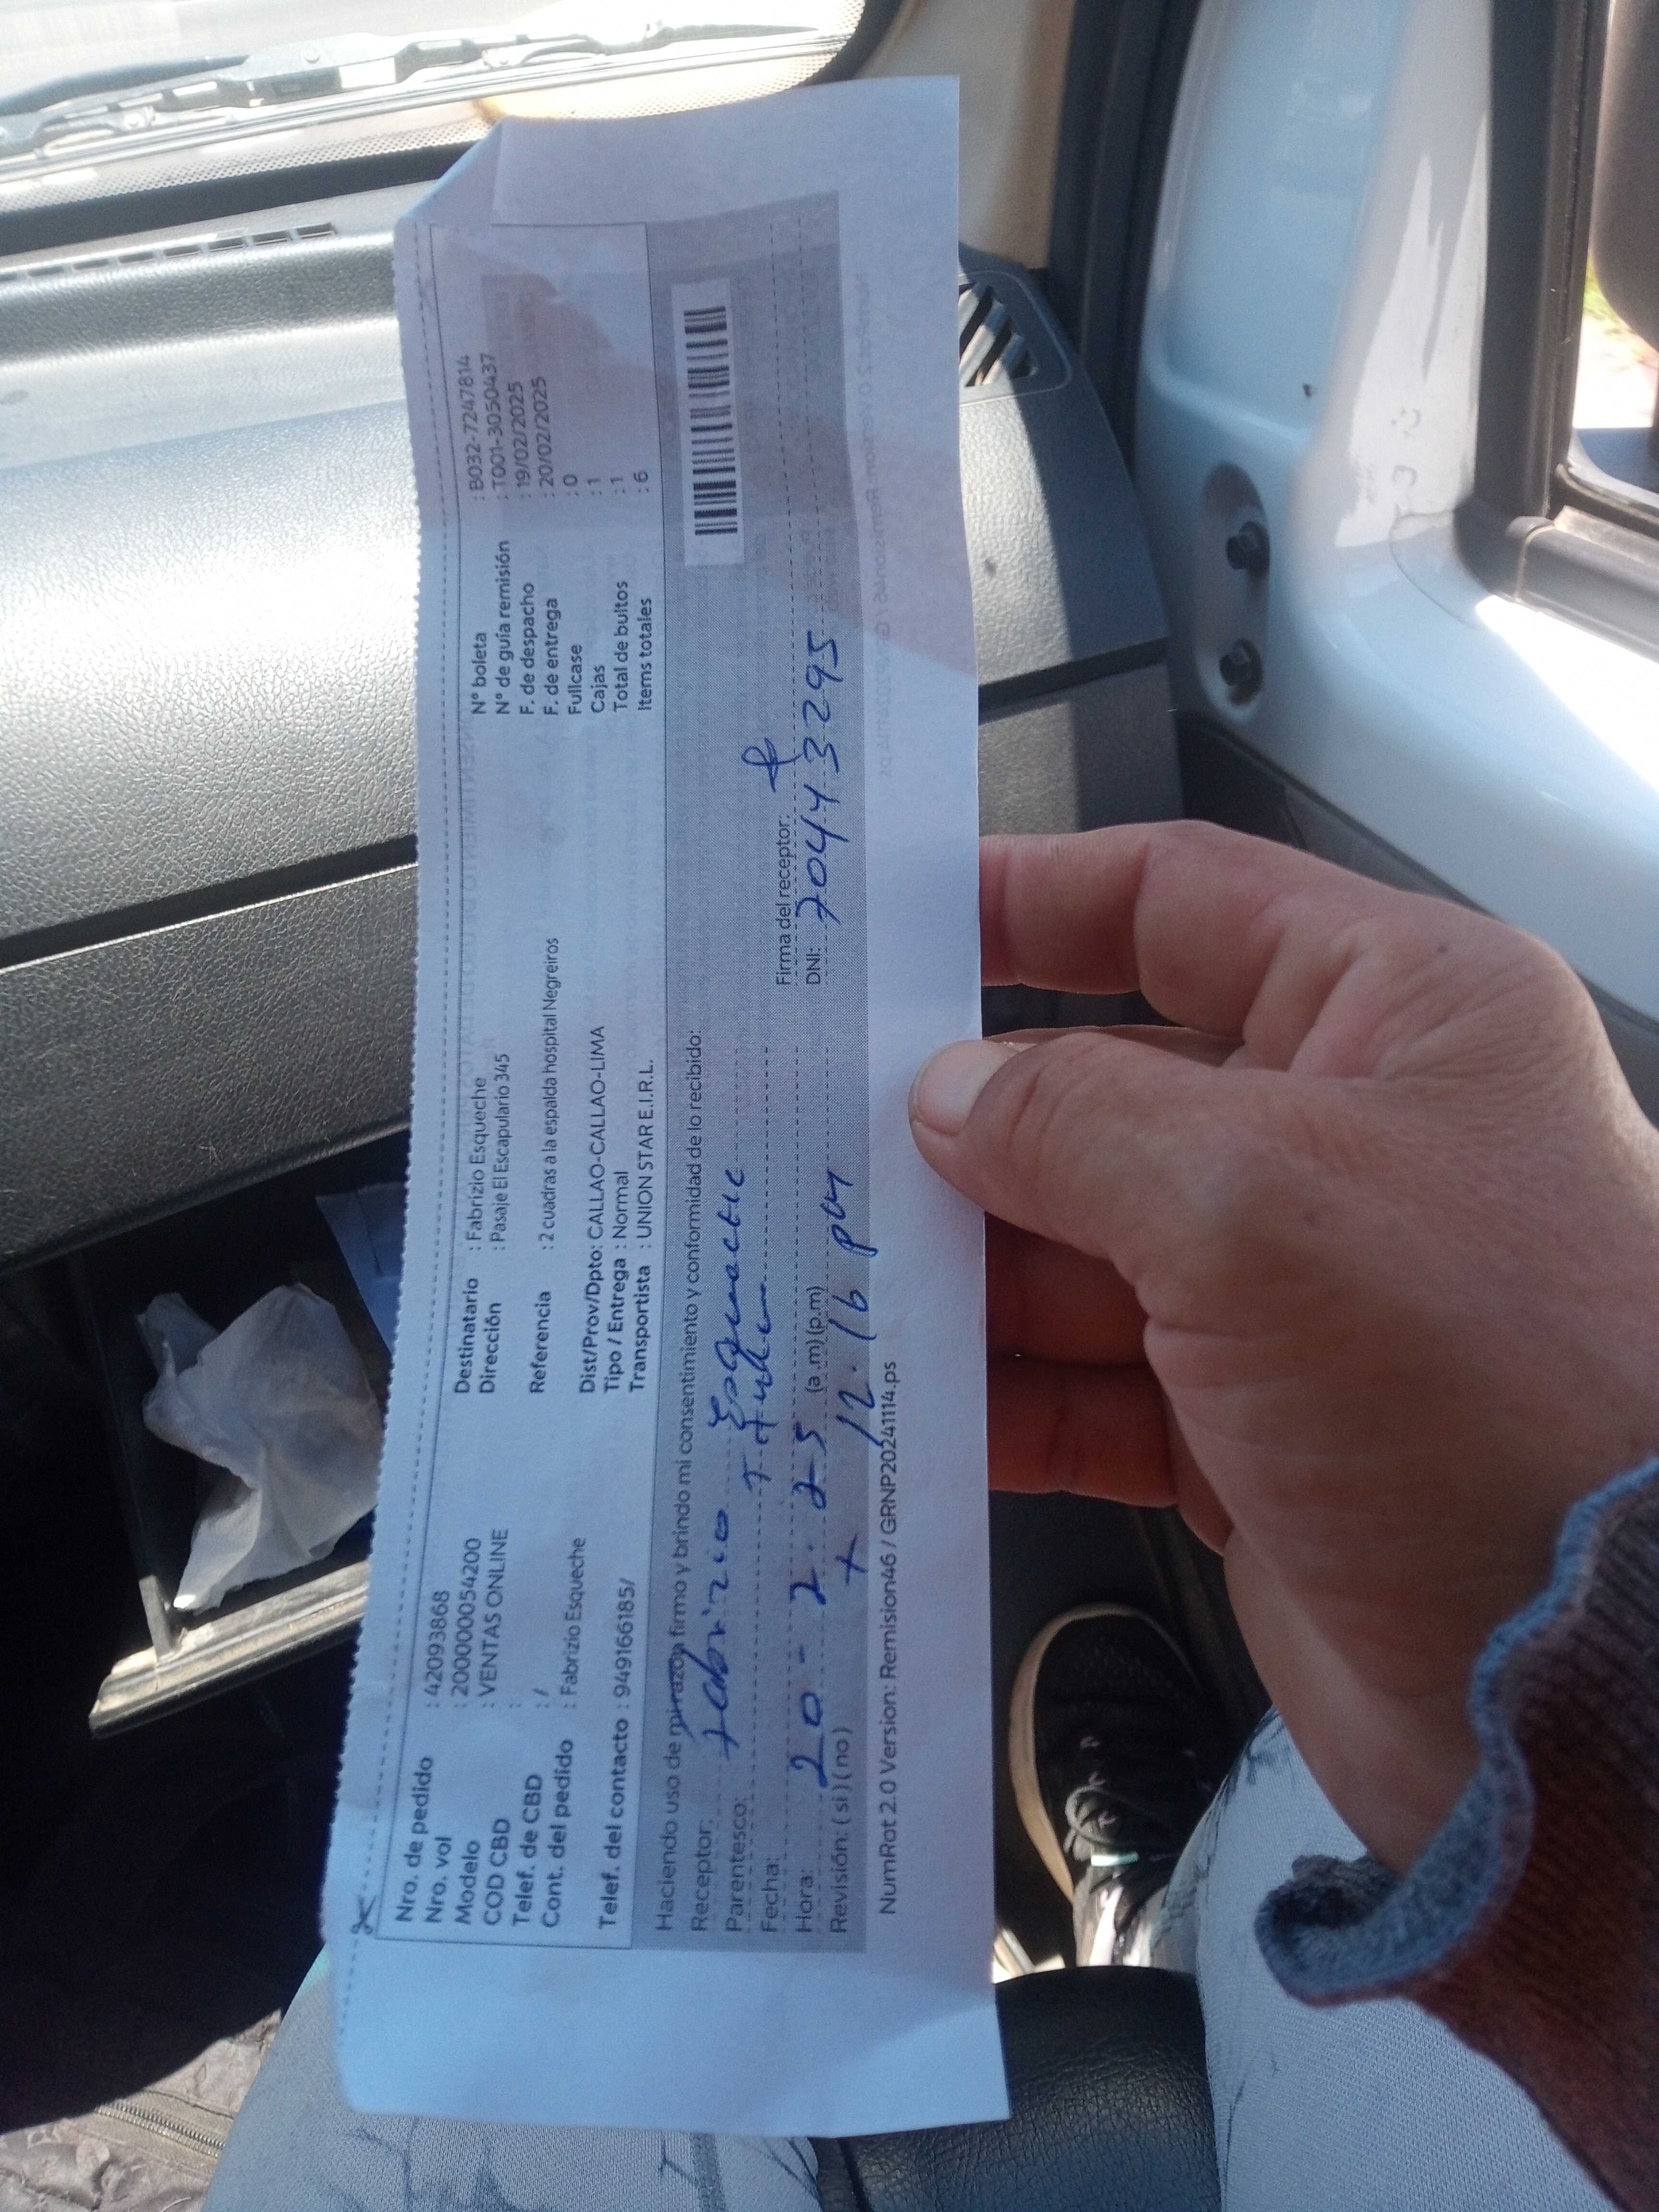 Nro. de pedido : 42093868
Nro. vol : 200000054200
Modelo : VENTAS ONLINE
COD CBD :
Telef. de CBD : /
Cont. del pedido : Fabrizio Esqueche
Telef. del contacto : 949166185/
Destinatario : Fabrizio Esqueche
Dirección : Pasaje El Escapulario 345
Referencia : 2 cuadras a la espalda hospital Negreiros
Dist/Prov/Dpto: CALLAO-CALLAO-LIMA
Tipo / Entrega : Normal
Transportista : UNION STAR E.I.R.L.
N° boleta : B032-7247814
N° de guía remisión : T001-3050437
F. de despacho : 19/02/2025
F. de entrega : 20/02/2025
Fullcase : 0
Cajas : 1
Total de bultos : 1
Items totales : 6
Haciendo uso de mi razón firmo y brindo mi consentimiento y conformidad de lo recibido:
Receptor: Fabrizio Esqueche
Parentesco: Titular
Fecha: 20-2.25
Hora: 12.16 pm (a.m) (p.m)
Revisión: ( si ) ( no )
Firma del receptor:
DNI: 70443295
NumRot 2.0 Version: Remision46 / GRNP20241114.ps